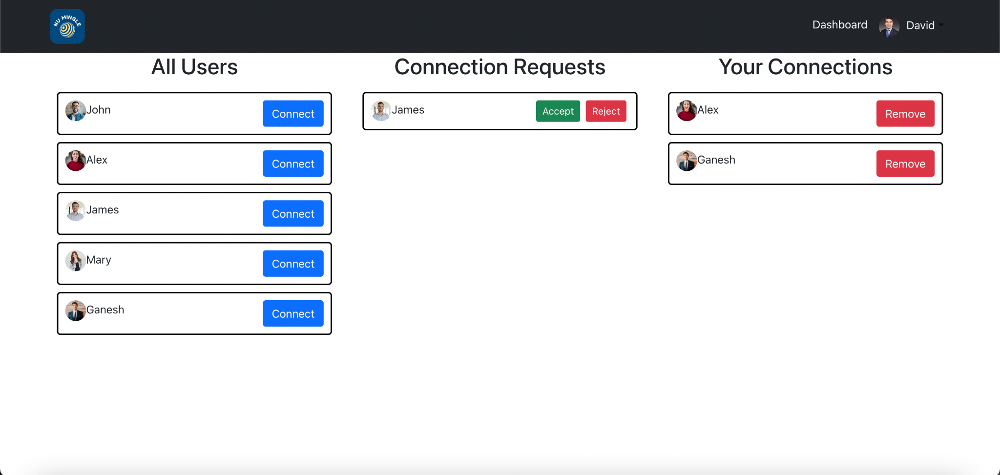 NU MINGLE
Dashboard
David
All Users
John
Connect
Alex
Connect
James
Connect
Mary
Connect
Ganesh
Connect
Connection Requests
James
Accept
Reject
Your Connections
Alex
Remove
Ganesh
Remove